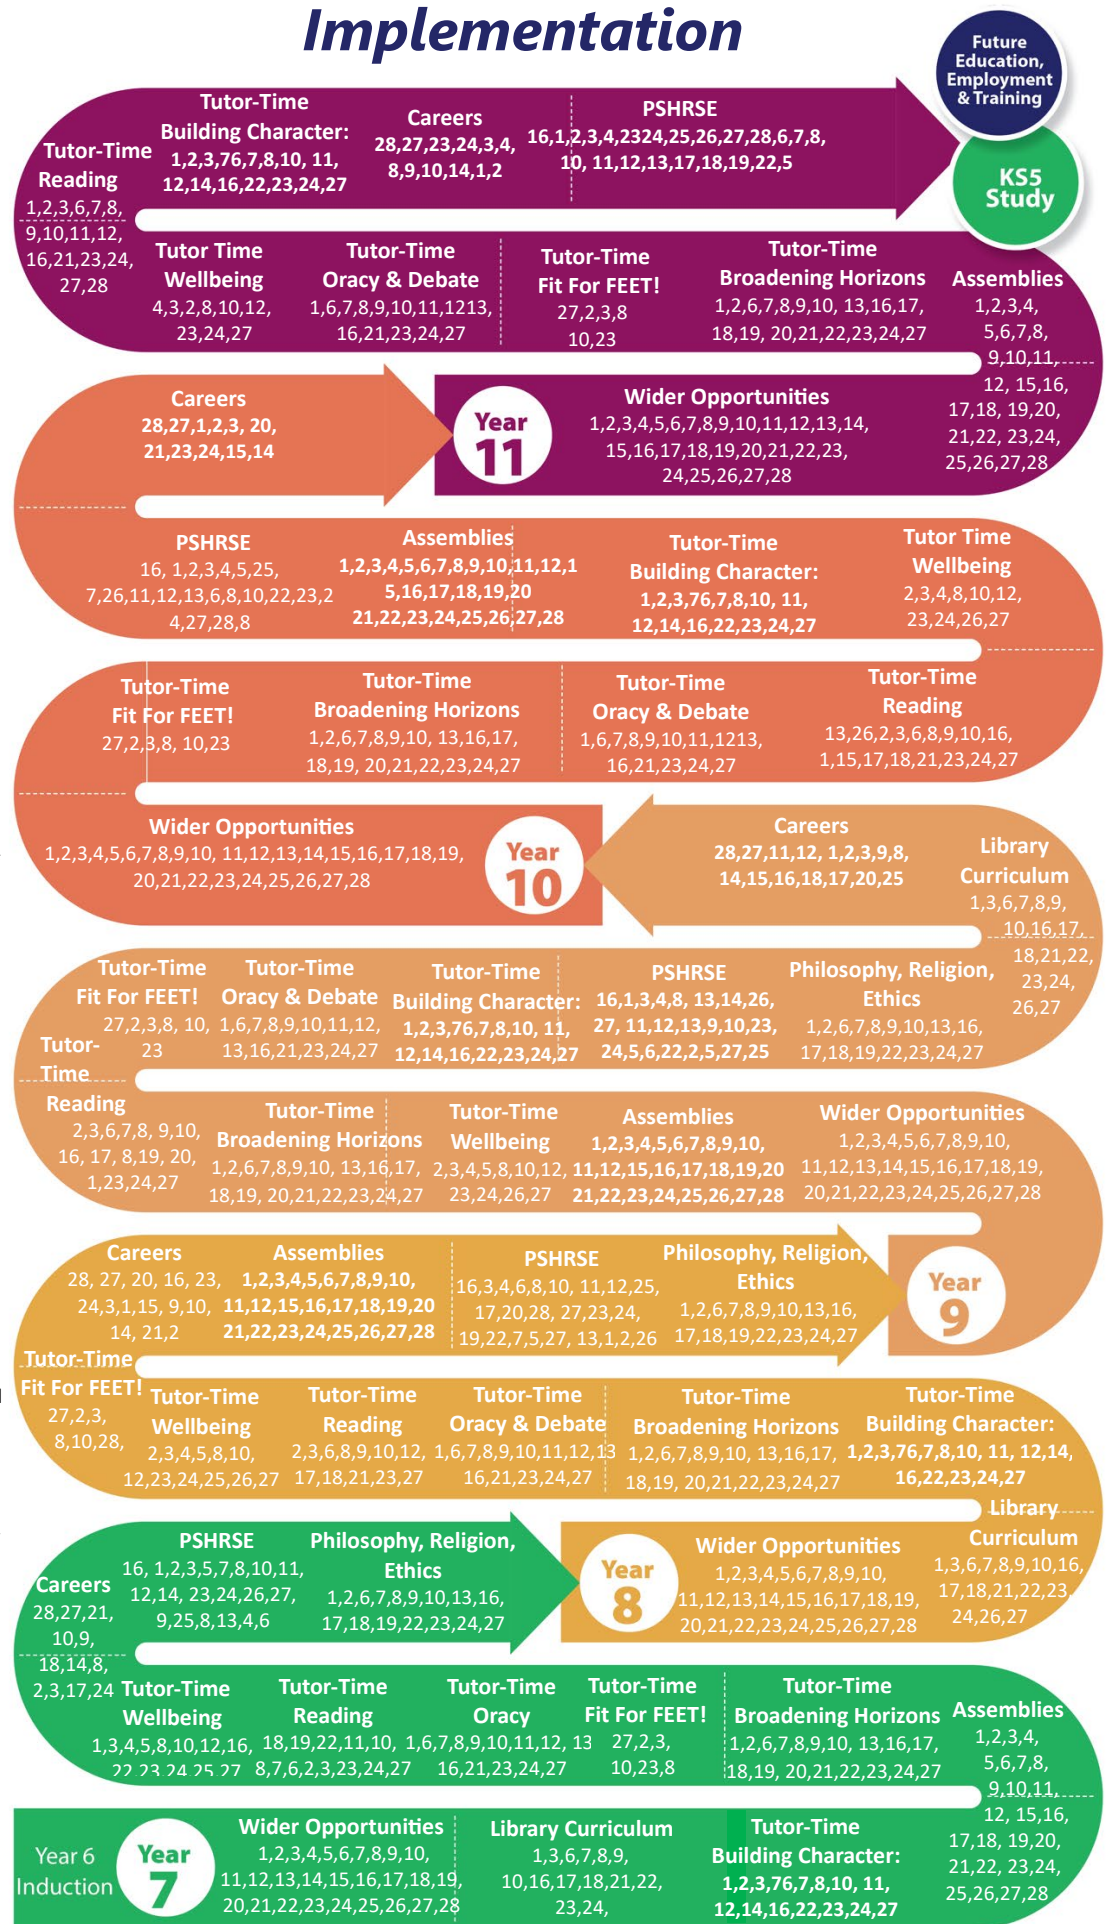 Implementation
Future
Education,
Employment
& Training
KS5
Study
Tutor-Time
Reading
1,2,3,6,7,8,
9,10,11,12,
16,21,23,24,
27,28
Tutor-Time
Building Character:
1,2,3,76,7,8,10, 11,
12,14,16,22,23,24,27
Careers
28,27,23,24,3,4,
8,9,10,14,1,2
PSHRSE
16,1,2,3,4,2324,25,26,27,28,6,7,8,
10, 11,12,13,17,18,19,22,5
Tutor Time
Wellbeing
4,3,2,8,10,12,
23,24,27
Tutor-Time
Oracy & Debate
1,6,7,8,9,10,11,1213,
16,21,23,24,27
Tutor-Time
Fit For FEET!
27,2,3,8
10,23
Tutor-Time
Broadening Horizons
1,2,6,7,8,9,10, 13,16,17,
18,19, 20,21,22,23,24,27
Assemblies
1,2,3,4,
5,6,7,8,
9,10,11,
12, 15,16,
17,18, 19,20,
21,22, 23,24,
25,26,27,28
Careers
28,27,1,2,3, 20,
21,23,24,15,14
Year
11
Wider Opportunities
1,2,3,4,5,6,7,8,9,10,11,12,13,14,
15,16,17,18,19,20,21,22,23,
24,25,26,27,28
PSHRSE
16, 1,2,3,4,5,25,
7,26,11,12,13,6,8,10,22,23,2
4,27,28,8
Assemblies
1,2,3,4,5,6,7,8,9,10,11,12,1
5,16,17,18,19,20
21,22,23,24,25,26,27,28
Tutor-Time
Building Character:
1,2,3,76,7,8,10, 11,
12,14,16,22,23,24,27
Tutor Time
Wellbeing
2,3,4,8,10,12,
23,24,26,27
Tutor-Time
Fit For FEET!
27,2,3,8, 10,23
Tutor-Time
Broadening Horizons
1,2,6,7,8,9,10, 13,16,17,
18,19, 20,21,22,23,24,27
Tutor-Time
Oracy & Debate
1,6,7,8,9,10,11,1213,
16,21,23,24,27
Tutor-Time
Reading
13,26,2,3,6,8,9,10,16,
1,15,17,18,21,23,24,27
Wider Opportunities
1,2,3,4,5,6,7,8,9,10, 11,12,13,14,15,16,17,18,19,
20,21,22,23,24,25,26,27,28
Year
10
Careers
28,27,11,12, 1,2,3,9,8,
14,15,16,18,17,20,25
Library
Curriculum
1,3,6,7,8,9,
10,16,17,
18,21,22,
23,24,
26,27
Tutor-Time
Fit For FEET!
27,2,3,8, 10,
23
Tutor-Time
Oracy & Debate
1,6,7,8,9,10,11,12,
13,16,21,23,24,27
Tutor-Time
Building Character:
1,2,3,76,7,8,10, 11,
12,14,16,22,23,24,27
PSHRSE
16,1,3,4,8, 13,14,26,
27, 11,12,13,9,10,23,
24,5,6,22,2,5,27,25
Philosophy, Religion,
Ethics
1,2,6,7,8,9,10,13,16,
17,18,19,22,23,24,27
Tutor-
Time
Reading
2,3,6,7,8, 9,10,
16, 17, 8,19, 20,
1,23,24,27
Tutor-Time
Broadening Horizons
1,2,6,7,8,9,10, 13,16,17,
18,19, 20,21,22,23,24,27
Tutor-Time
Wellbeing
2,3,4,5,8,10,12,
23,24,26,27
Assemblies
1,2,3,4,5,6,7,8,9,10,
11,12,15,16,17,18,19,20
21,22,23,24,25,26,27,28
Wider Opportunities
1,2,3,4,5,6,7,8,9,10,
11,12,13,14,15,16,17,18,19,
20,21,22,23,24,25,26,27,28
Careers
28, 27, 20, 16, 23,
24,3,1,15, 9,10,
14, 21,2
Assemblies
1,2,3,4,5,6,7,8,9,10,
11,12,15,16,17,18,19,20
21,22,23,24,25,26,27,28
PSHRSE
16,3,4,6,8,10, 11,12,25,
17,20,28, 27,23,24,
19,22,7,5,27, 13,1,2,26
Philosophy, Religion,
Ethics
1,2,6,7,8,9,10,13,16,
17,18,19,22,23,24,27
Year
9
Tutor-Time
Fit For FEET!
27,2,3,
8,10,28,
Tutor-Time
Wellbeing
2,3,4,5,8,10,
12,23,24,25,26,27
Tutor-Time
Reading
2,3,6,8,9,10,12,
17,18,21,23,27
Tutor-Time
Oracy & Debate
1,6,7,8,9,10,11,12,13
16,21,23,24,27
Tutor-Time
Broadening Horizons
1,2,6,7,8,9,10, 13,16,17,
18,19, 20,21,22,23,24,27
Tutor-Time
Building Character:
1,2,3,76,7,8,10, 11, 12,14,
16,22,23,24,27
Library
Curriculum
1,3,6,7,8,9,10,16,
17,18,21,22,23,
24,26,27
Careers
28,27,21,
10,9,
18,14,8,
2,3,17,24
PSHRSE
16, 1,2,3,5,7,8,10,11,
12,14, 23,24,26,27,
9,25,8,13,4,6
Philosophy, Religion,
Ethics
1,2,6,7,8,9,10,13,16,
17,18,19,22,23,24,27
Year
8
Wider Opportunities
1,2,3,4,5,6,7,8,9,10,
11,12,13,14,15,16,17,18,19,
20,21,22,23,24,25,26,27,28
Tutor-Time
Wellbeing
1,3,4,5,8,10,12,16,
22,23,24,25,27
Tutor-Time
Reading
18,19,22,11,10,
8,7,6,2,3,23,24,27
Tutor-Time
Oracy
1,6,7,8,9,10,11,12, 13
16,21,23,24,27
Tutor-Time
Fit For FEET!
27,2,3,
10,23,8
Tutor-Time
Broadening Horizons
1,2,6,7,8,9,10, 13,16,17,
18,19, 20,21,22,23,24,27
Assemblies
1,2,3,4,
5,6,7,8,
9,10,11,
12, 15,16,
17,18, 19,20,
21,22, 23,24,
25,26,27,28
Year 6
Induction
Year
7
Wider Opportunities
1,2,3,4,5,6,7,8,9,10,
11,12,13,14,15,16,17,18,19,
20,21,22,23,24,25,26,27,28
Library Curriculum
1,3,6,7,8,9,
10,16,17,18,21,22,
23,24,
Tutor-Time
Building Character:
1,2,3,76,7,8,10, 11,
12,14,16,22,23,24,27